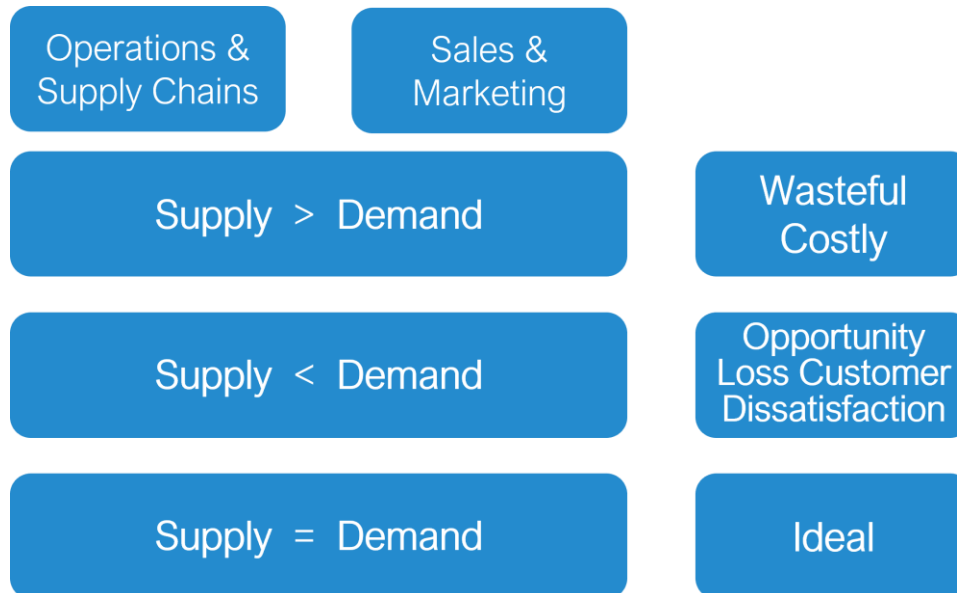 Operations &
Supply Chains
Sales &
Marketing
Supply > Demand
Wasteful
Costly
Supply < Demand
Opportunity
Loss Customer
Dissatisfaction
Supply = Demand
Ideal